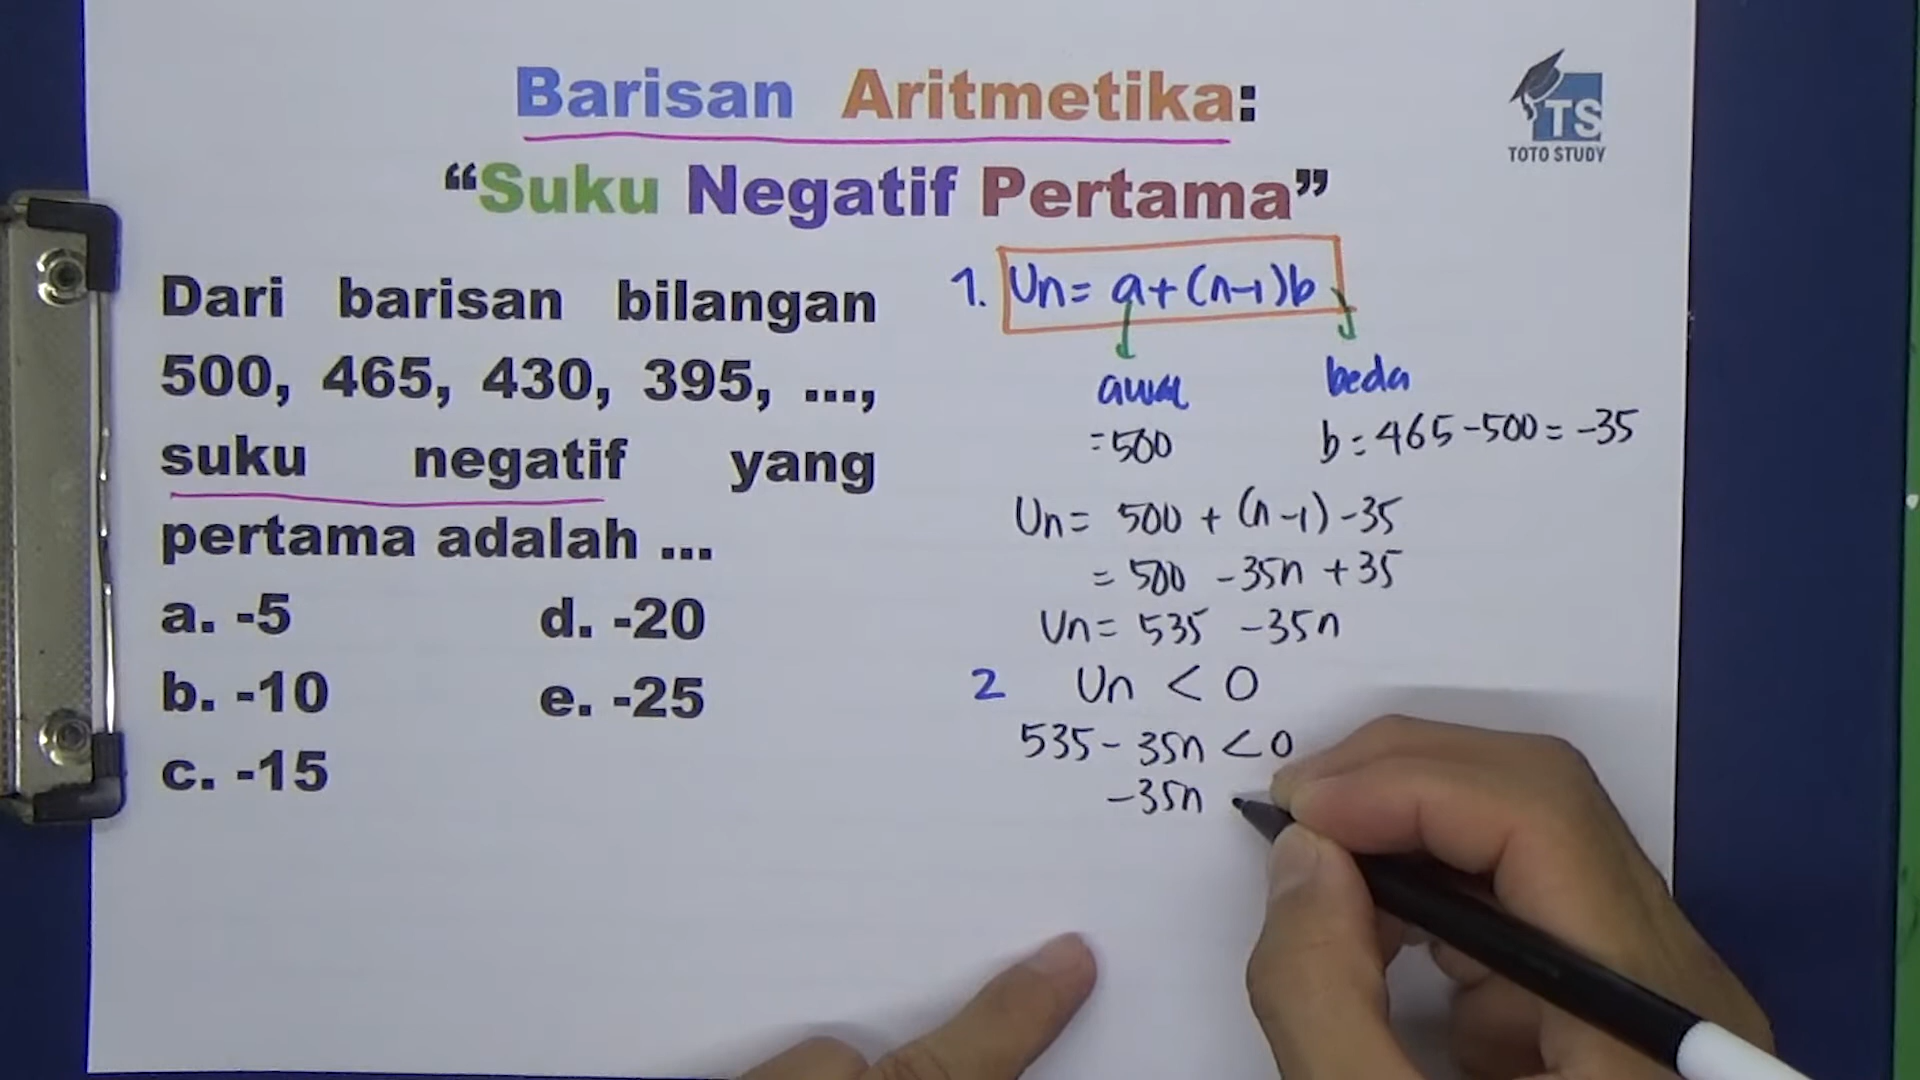 Barisan Aritmetika:
"Suku Negatif Pertama"
TS
TOTO STUDY
Dari barisan bilangan
500, 465, 430, 395, ...,
suku negatif yang
pertama adalah ...
a. -5
d. -20
b. -10
e. -25
c. -15
1. Un = a + (n-1)b
awal
beda
= 500
b = 465 - 500 = -35
Un = 500 + (n-1) -35
= 500 - 35n + 35
Un = 535 - 35n
2 Un < 0
535 - 35n < 0
-35n